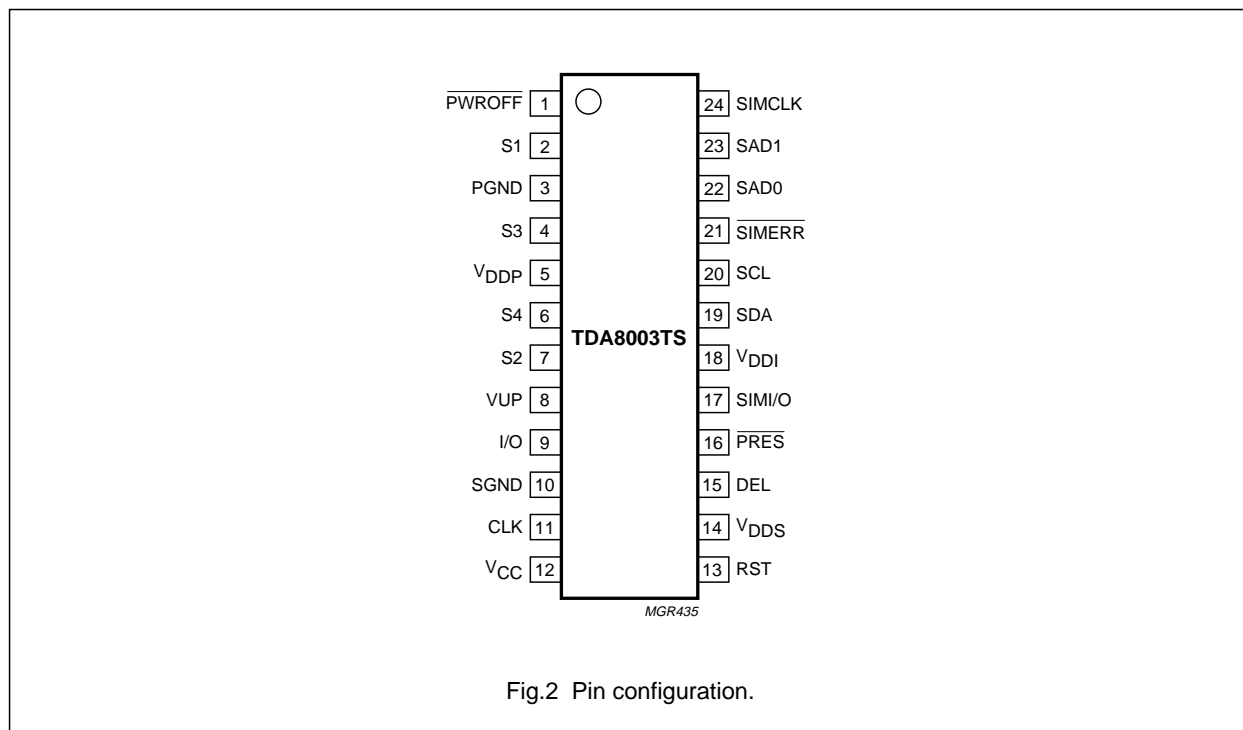 PWROFF 1 24 SIMCLK
S1 2 23 SAD1
PGND 3 22 SAD0
S3 4 21 SIMERR
VDDP 5 20 SCL
S4 6 19 SDA
TDA8003TS
S2 7 18 VDDI
VUP 8 17 SIMI/O
I/O 9 16 PRES
SGND 10 15 DEL
CLK 11 14 VDDS
VCC 12 13 RST
MGR435
Fig.2 Pin configuration.